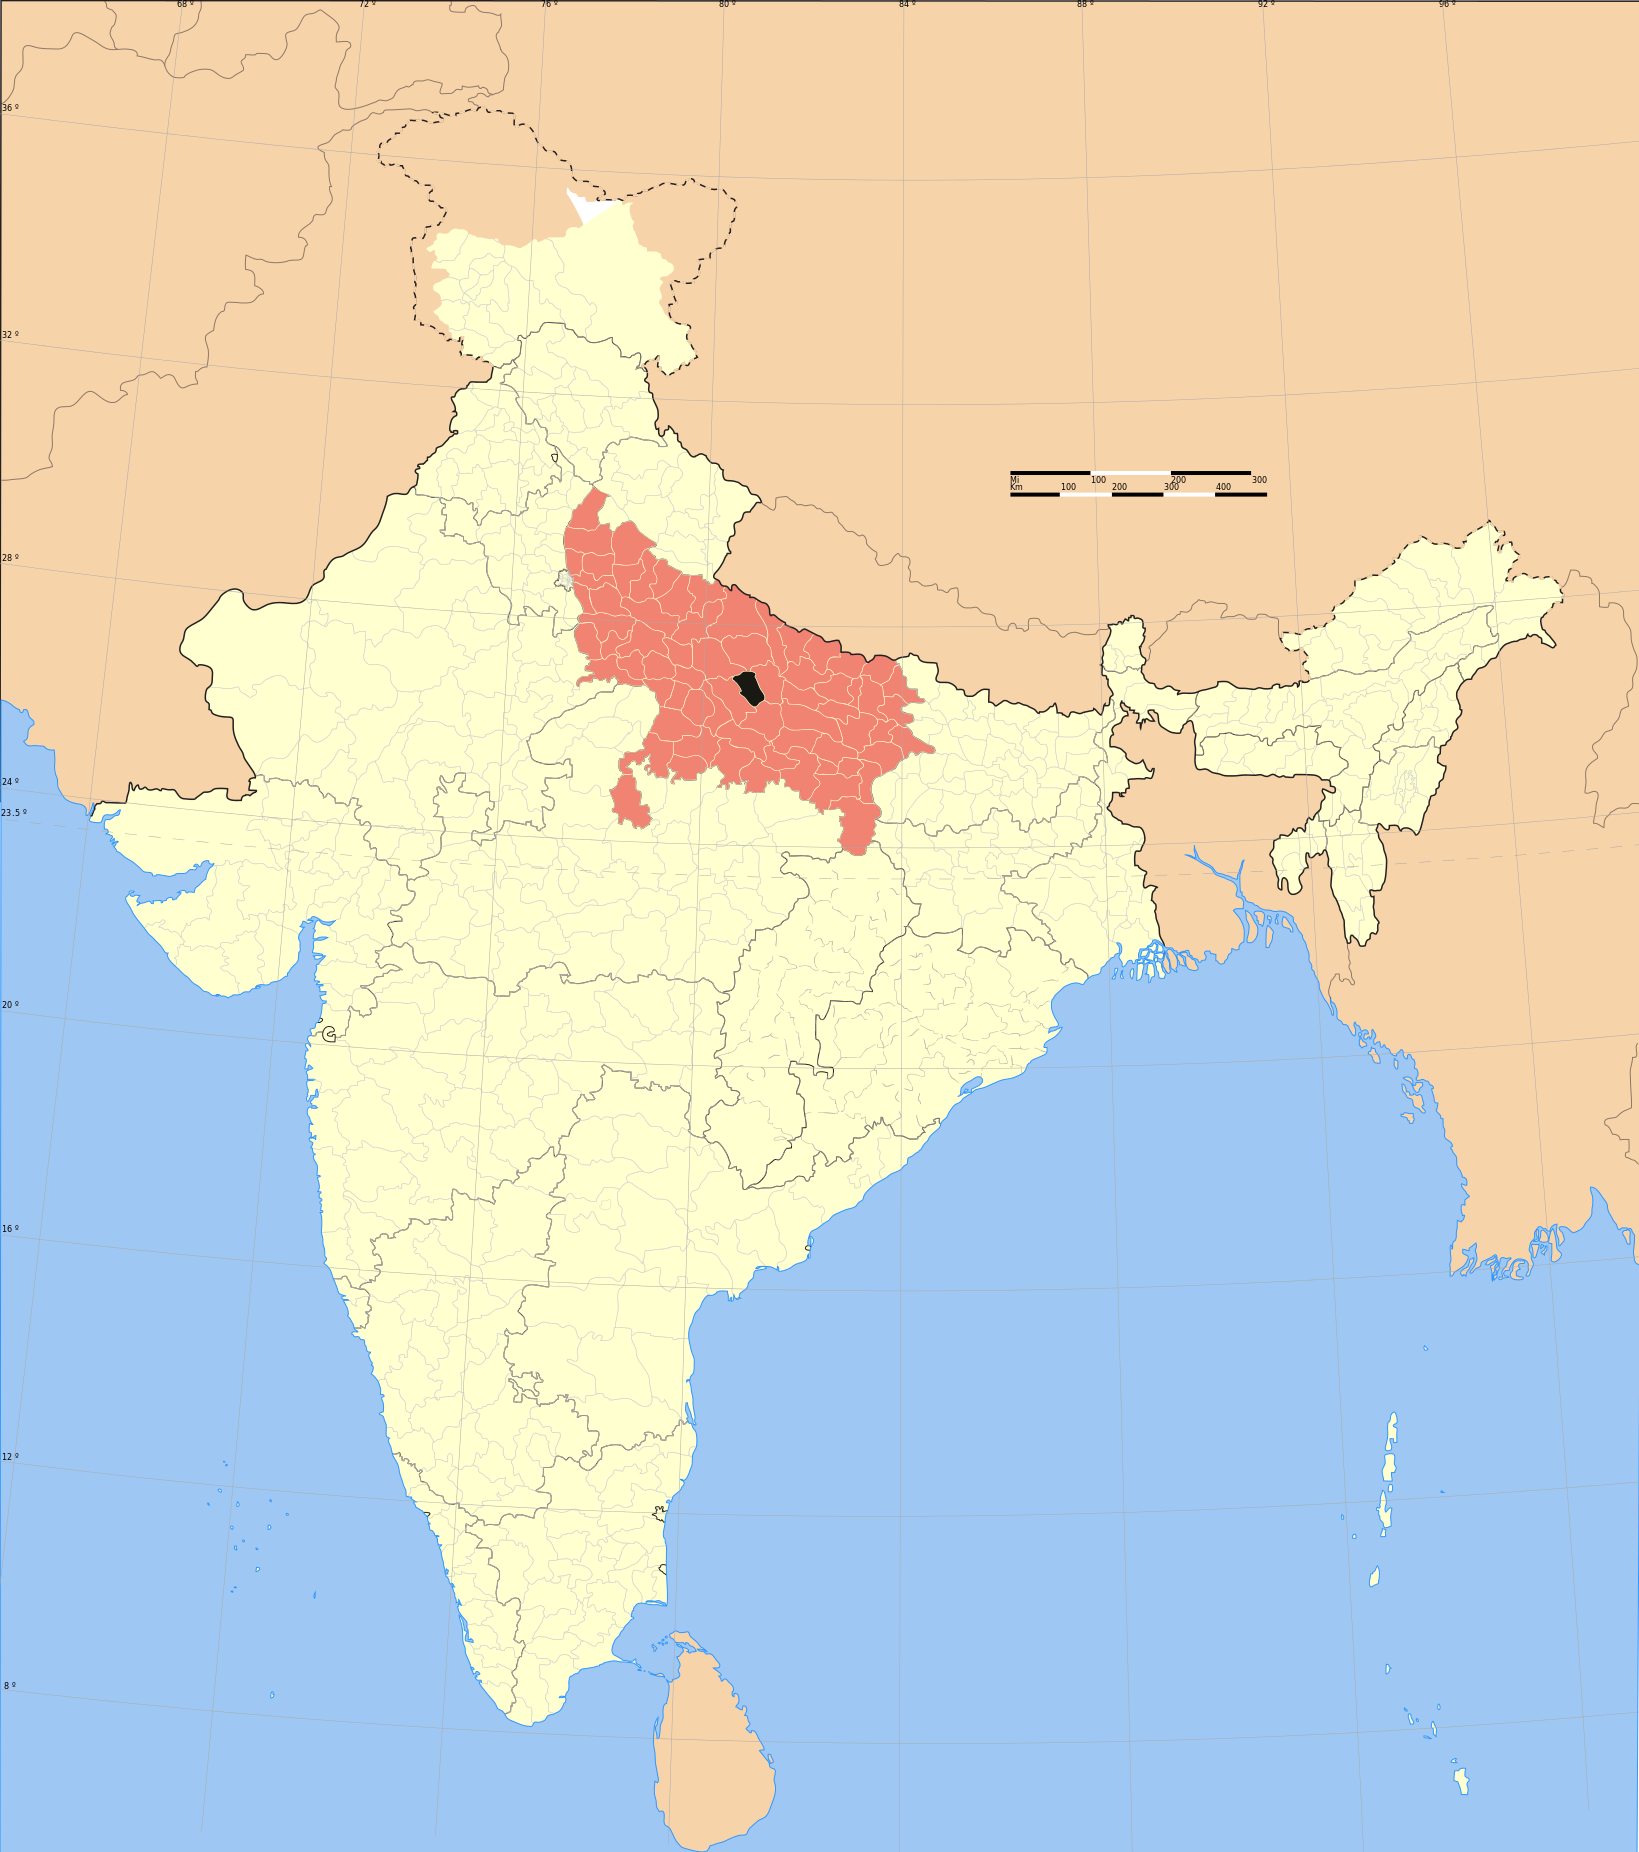 68 º 72 º 76 º 80 º 84 º 88 º 92 º 96 º
36 º
32 º
Mi 100 200 300
Km 100 200 300 400
28 º
24 º
23.5 º
20 º
16 º
12 º
8 º